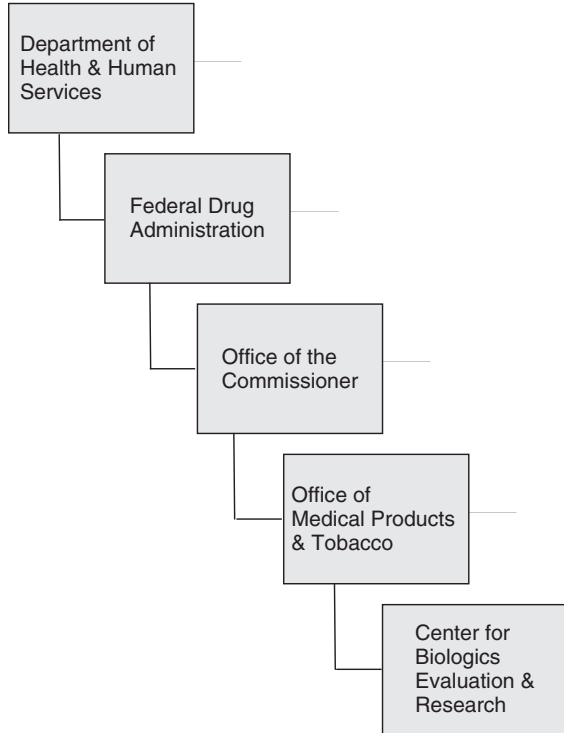 Department of
Health & Human
Services
Federal Drug
Administration
Office of the
Commissioner
Office of
Medical Products
& Tobacco
Center for
Biologics
Evaluation &
Research